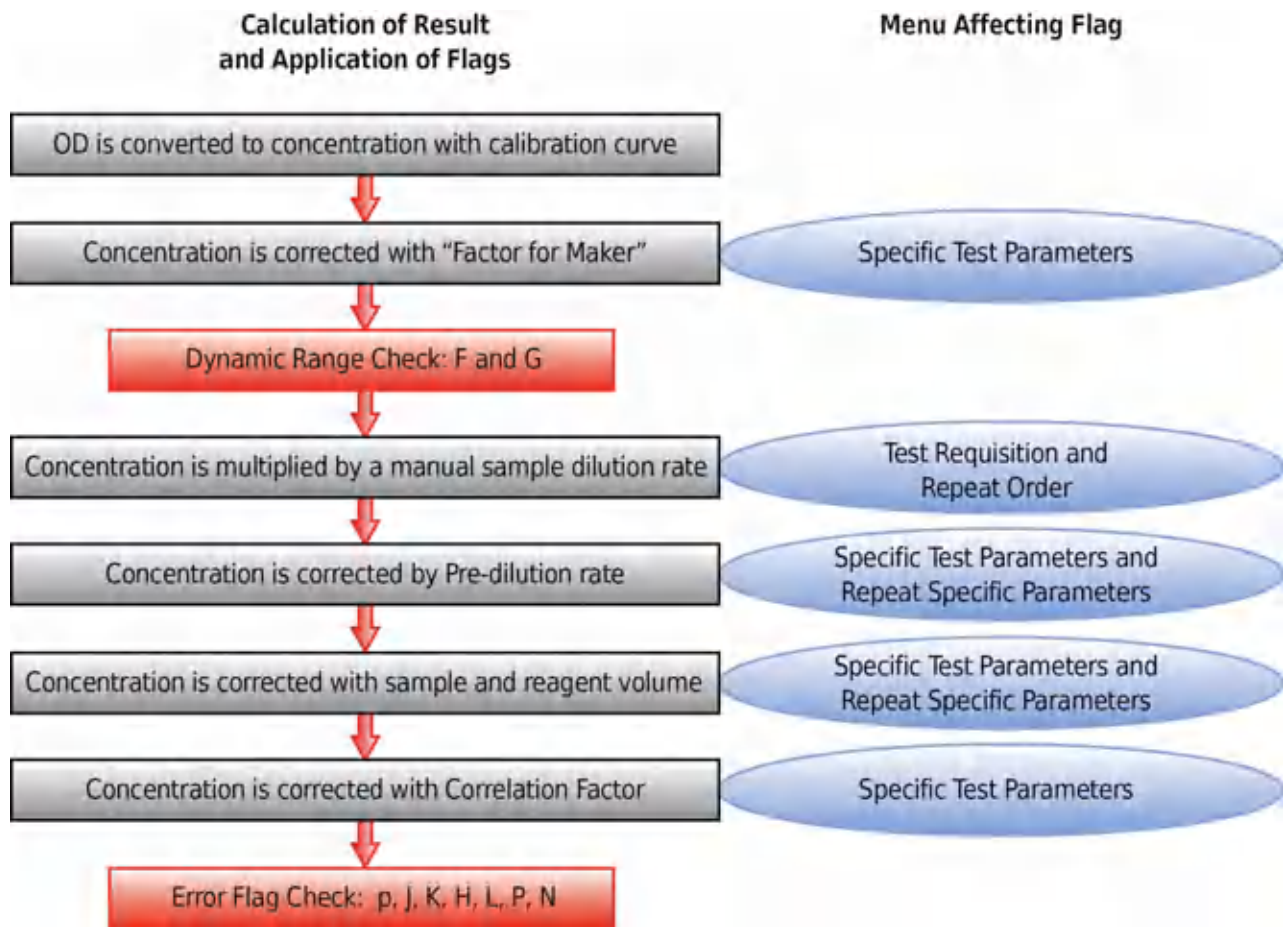 Calculation of Result
and Application of Flags
Menu Affecting Flag
OD is converted to concentration with calibration curve
Concentration is corrected with “Factor for Maker”
Specific Test Parameters
Dynamic Range Check: F and G
Concentration is multiplied by a manual sample dilution rate
Test Requisition and
Repeat Order
Concentration is corrected by Pre-dilution rate
Specific Test Parameters and
Repeat Specific Parameters
Concentration is corrected with sample and reagent volume
Specific Test Parameters and
Repeat Specific Parameters
Concentration is corrected with Correlation Factor
Specific Test Parameters
Error Flag Check: p, J, K, H, L, P, N